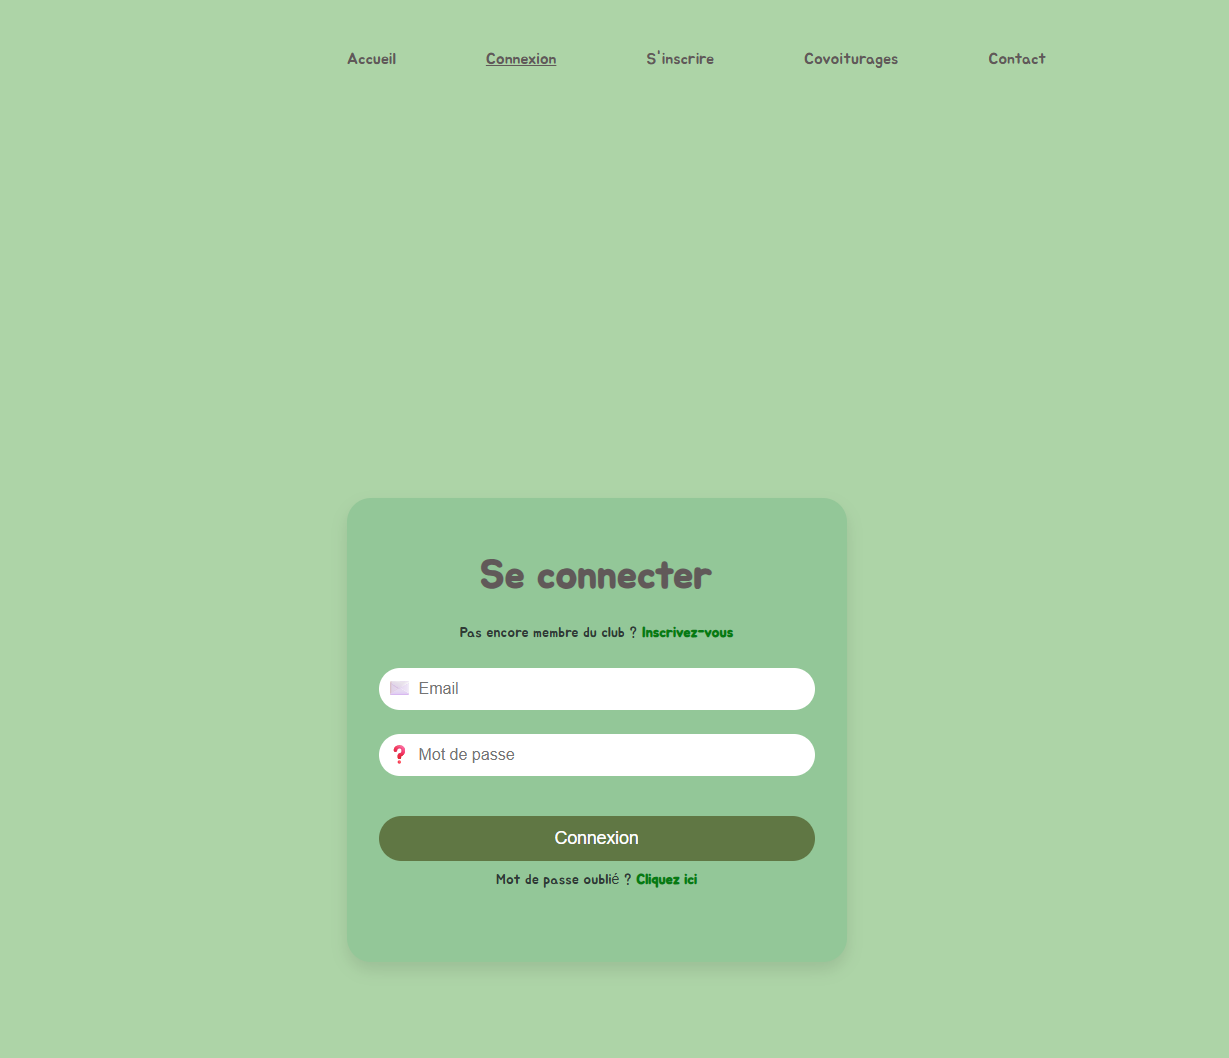 Accueil Connexion S'inscrire Covoiturages Contact
Se connecter
Pas encore membre du club ? Inscrivez-vous
Email
Mot de passe
Connexion
Mot de passe oublié ? Cliquez ici